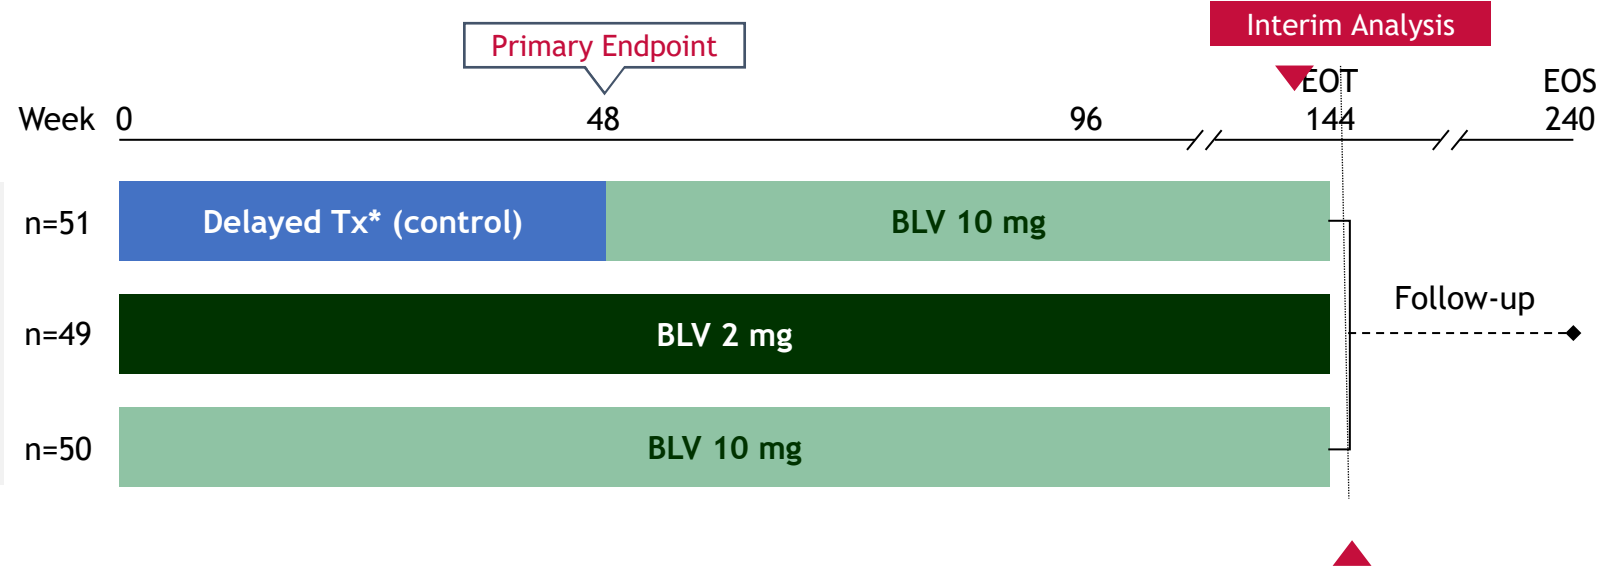 Interim Analysis
Primary Endpoint
EOT
EOS
Week 0 48 96 144 240
n=51 Delayed Tx* (control) BLV 10 mg
Follow-up
n=49 BLV 2 mg
n=50 BLV 10 mg